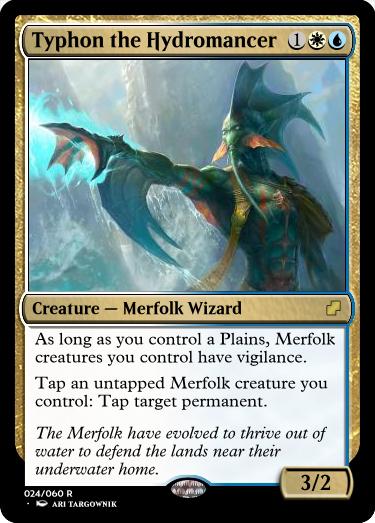 Typhon the Hydromancer 1
Creature — Merfolk Wizard
As long as you control a Plains, Merfolk
creatures you control have vigilance.
Tap an untapped Merfolk creature you
control: Tap target permanent.
The Merfolk have evolved to thrive out of
water to defend the lands near their
underwater home.
3/2
024/060 R
· ARI TARGOWNIK